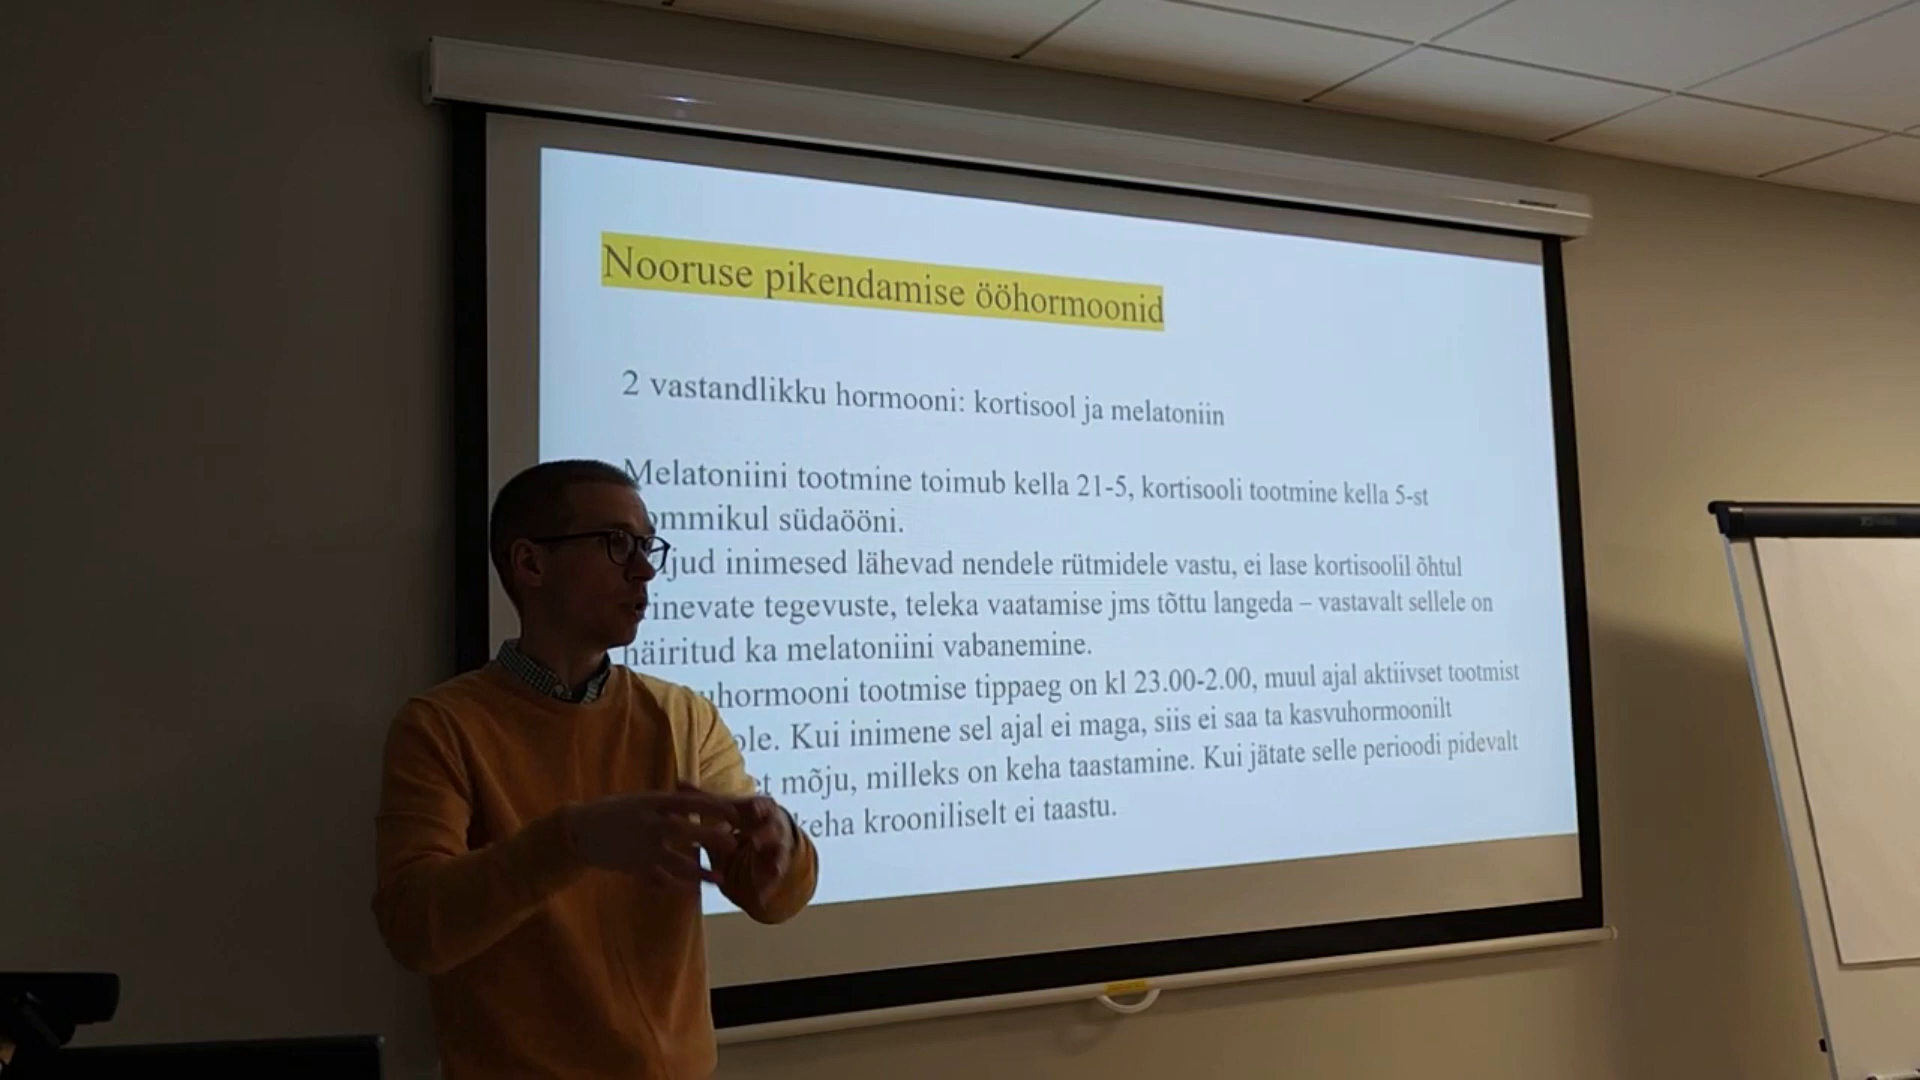 Nooruse pikendamise ööhormoonid
2 vastandlikku hormooni: kortisool ja melatoniin
Melatoniini tootmine toimub kella 21-5, kortisooli tootmine kella 5-st
südaööni.
inimesed lähevad nendele rütmidele vastu, ei lase kortisoolil õhtul
tegevuste, teleka vaatamise jms tõttu langeda – vastavalt sellele on
häiritud ka melatoniini vabanemine.
tootmise tippaeg on kl 23.00-2.00, muul ajal aktiivset tootmist
ole. Kui inimene sel ajal ei maga, siis ei saa ta kasvuhormoonilt
mõju, milleks on keha taastamine. Kui jätate selle perioodi pidevalt
keha krooniliselt ei taastu.